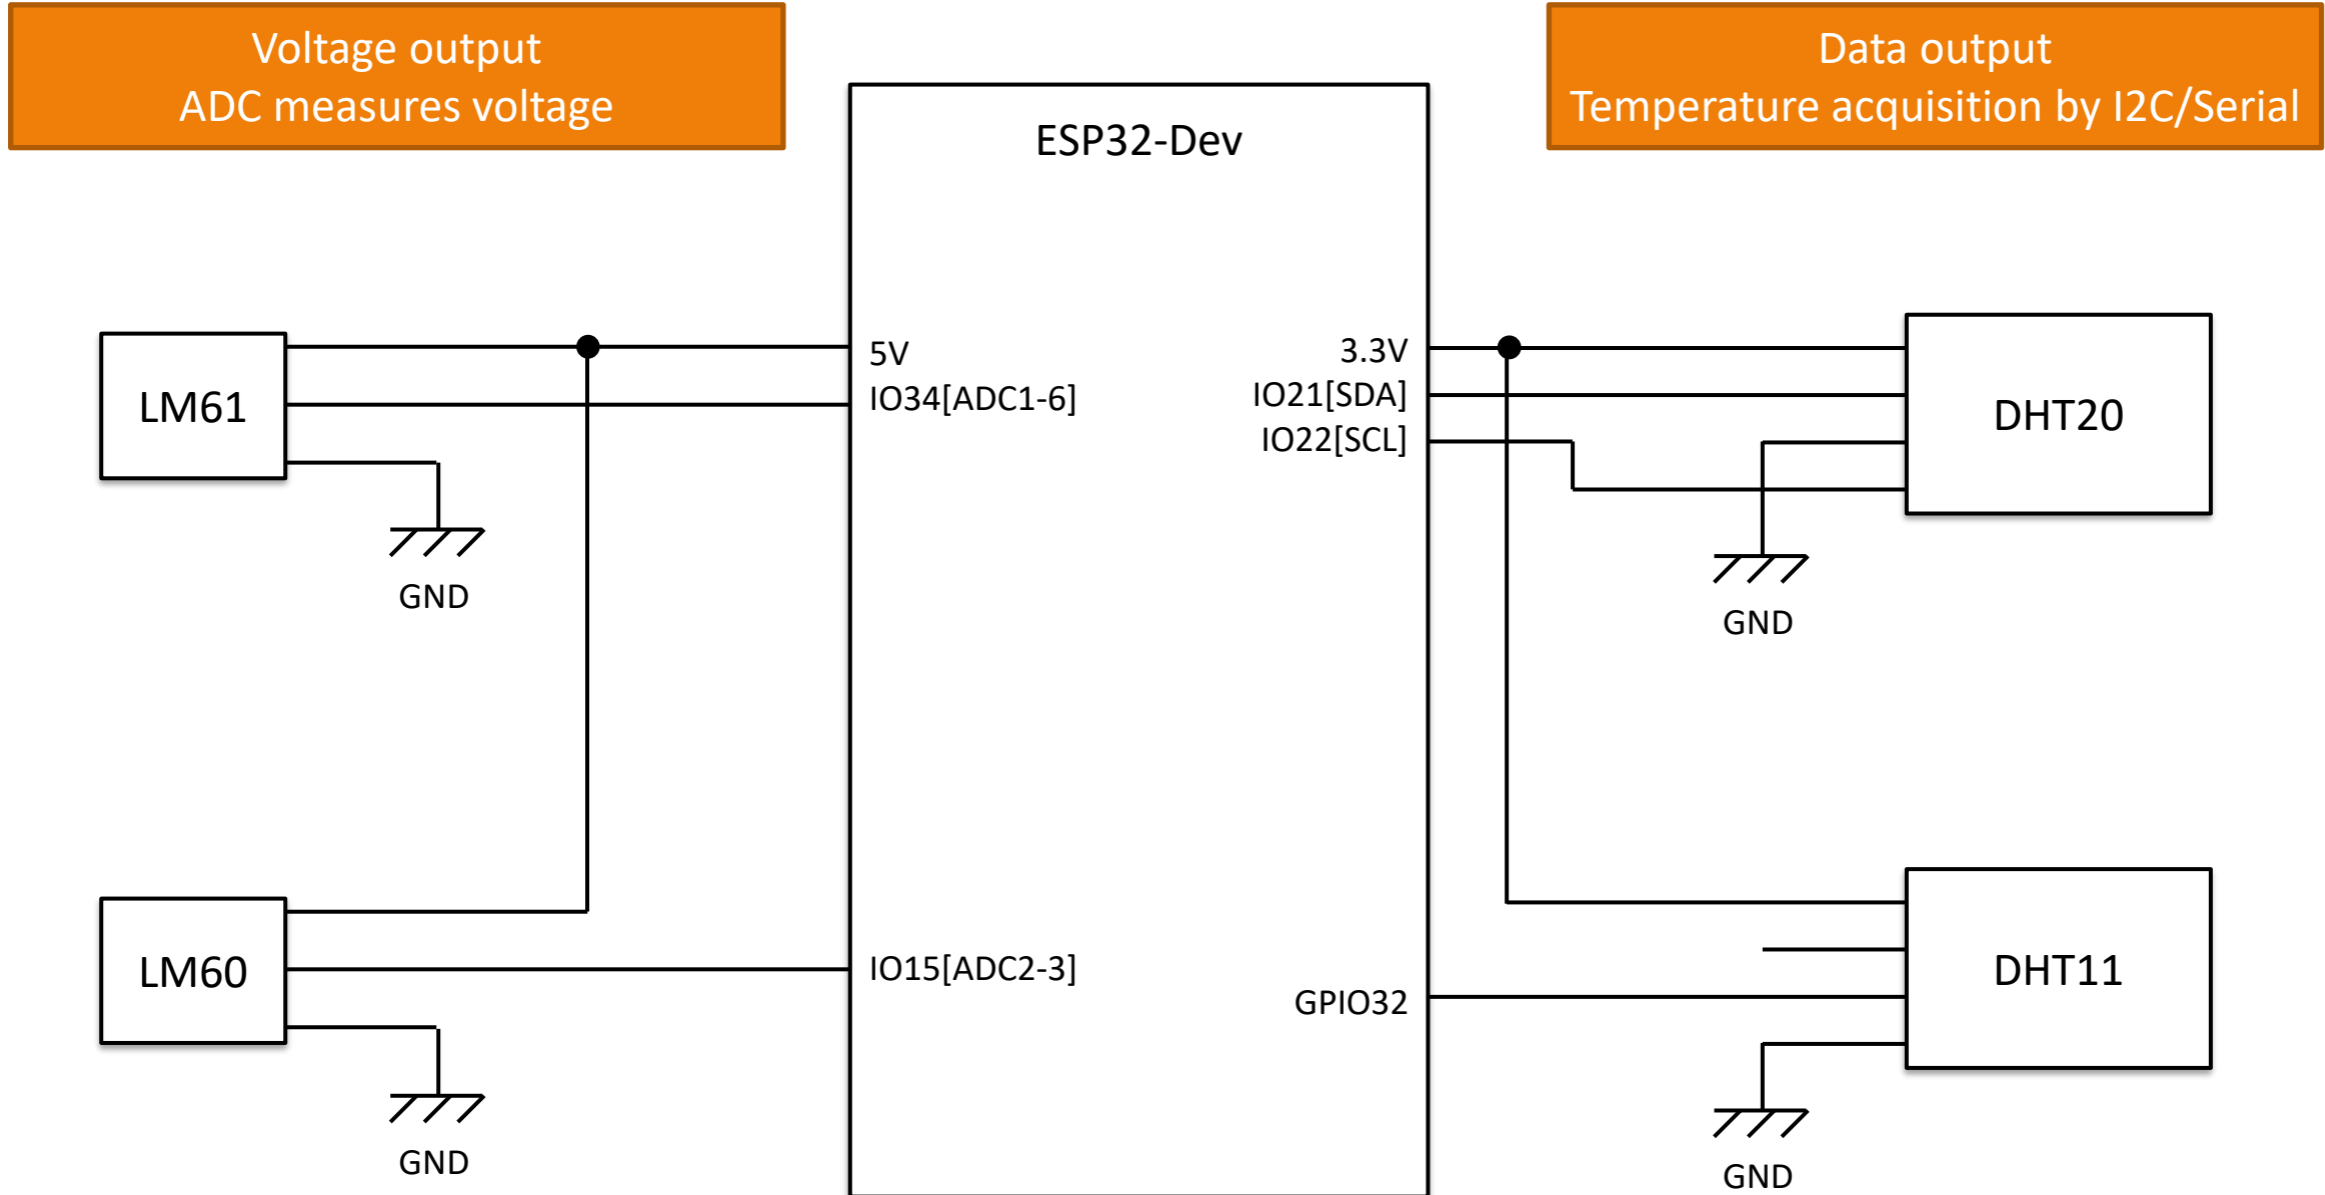 Voltage output
ADC measures voltage
Data output
Temperature acquisition by I2C/Serial
ESP32-Dev
5V
IO34[ADC1-6]
3.3V
IO21[SDA]
IO22[SCL]
LM61
DHT20
GND
GND
LM60
IO15[ADC2-3]
GPIO32
DHT11
GND
GND